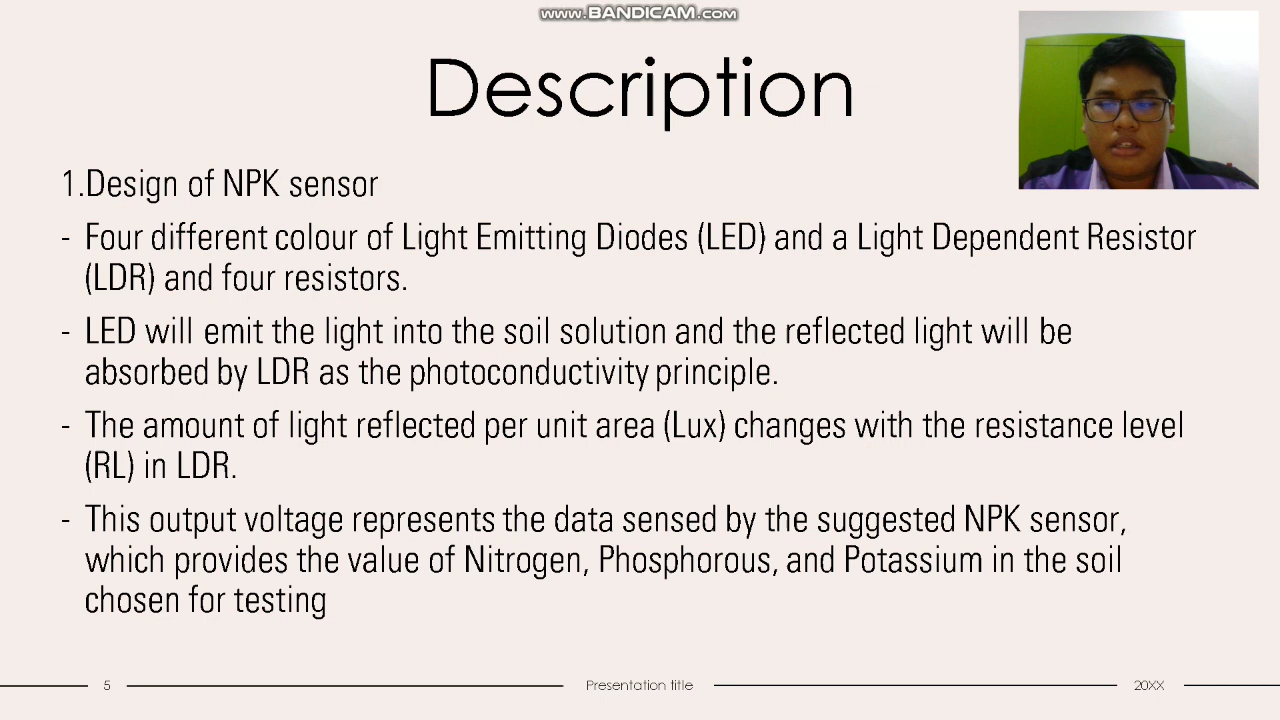 www.BANDICAM.com
Description
1.Design of NPK sensor
- Four different colour of Light Emitting Diodes (LED) and a Light Dependent Resistor
(LDR) and four resistors.
- LED will emit the light into the soil solution and the reflected light will be
absorbed by LDR as the photoconductivity principle.
- The amount of light reflected per unit area (Lux) changes with the resistance level
(RL) in LDR.
- This output voltage represents the data sensed by the suggested NPK sensor,
which provides the value of Nitrogen, Phosphorous, and Potassium in the soil
chosen for testing
5 Presentation title 20XX